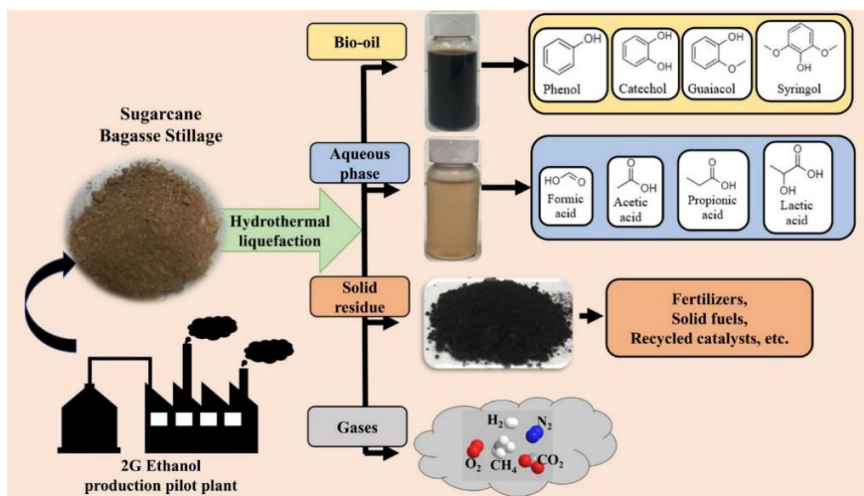 Sugarcane
Bagasse Stillage
Hydrothermal
liquefaction
2G Ethanol
production pilot plant
Bio-oil
OH
Phenol
OH
OH
Catechol
OH
O
Guaiacol
O
O
OH
Syringol
Aqueous
phase
HO
O
Formic
acid
O
OH
Acetic
acid
O
OH
Propionic
acid
O
OH
OH
Lactic
acid
Solid
residue
Fertilizers,
Solid fuels,
Recycled catalysts, etc.
Gases
H₂
N₂
O₂
CH₄
CO₂